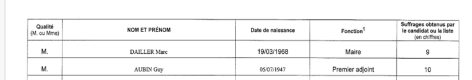 Qualité
(M. ou Mme)
NOM ET PRÉNOM
Date de naissance
Fonction¹
Suffrages obtenus par
le candidat ou la liste
(en chiffres)
M. DAILLER Marc 19/03/1968 Maire 9
M. AUBIN Guy 05/07/1947 Premier adjoint 10